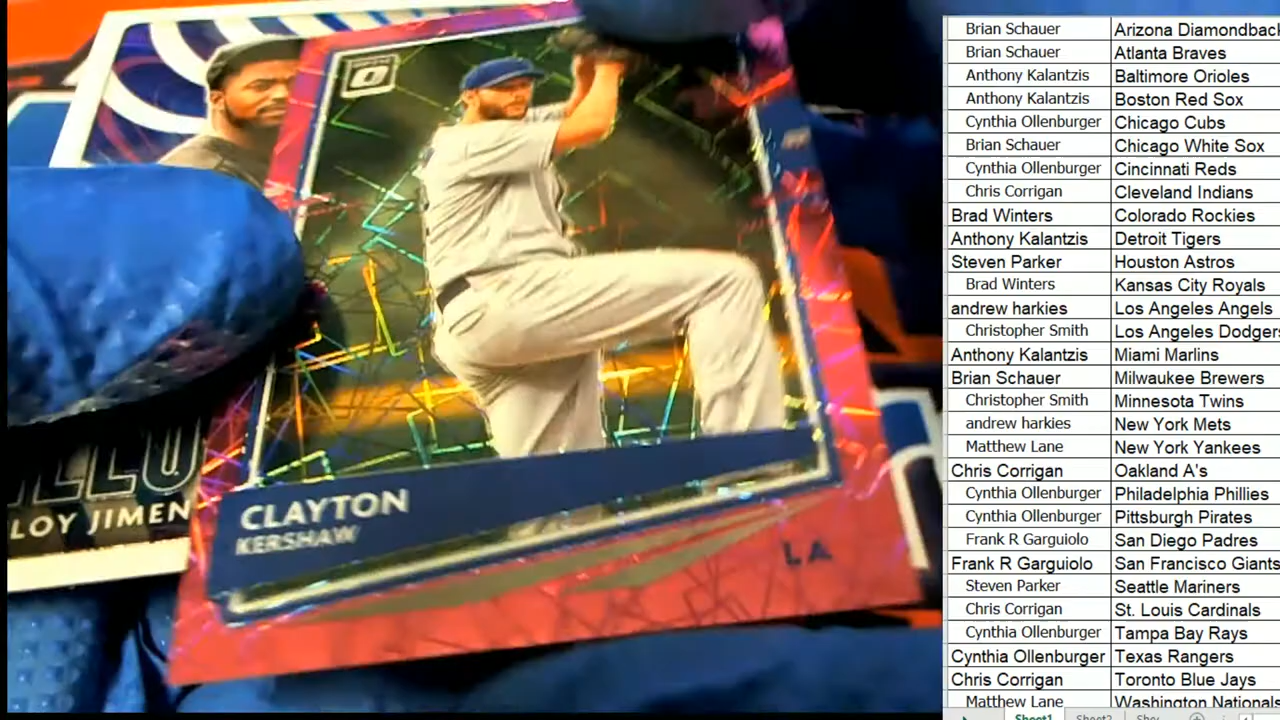 O
CLAYTON
KERSHAW
LA
LOY JIMEN
Brian Schauer Arizona Diamondback
Brian Schauer Atlanta Braves
Anthony Kalantzis Baltimore Orioles
Anthony Kalantzis Boston Red Sox
Cynthia Ollenburger Chicago Cubs
Brian Schauer Chicago White Sox
Cynthia Ollenburger Cincinnati Reds
Chris Corrigan Cleveland Indians
Brad Winters Colorado Rockies
Anthony Kalantzis Detroit Tigers
Steven Parker Houston Astros
Brad Winters Kansas City Royals
andrew harkies Los Angeles Angels
Christopher Smith Los Angeles Dodger
Anthony Kalantzis Miami Marlins
Brian Schauer Milwaukee Brewers
Christopher Smith Minnesota Twins
andrew harkies New York Mets
Matthew Lane New York Yankees
Chris Corrigan Oakland A's
Cynthia Ollenburger Philadelphia Phillies
Cynthia Ollenburger Pittsburgh Pirates
Frank R Garguiolo San Diego Padres
Frank R Garguiolo San Francisco Giants
Steven Parker Seattle Mariners
Chris Corrigan St. Louis Cardinals
Cynthia Ollenburger Tampa Bay Rays
Cynthia Ollenburger Texas Rangers
Chris Corrigan Toronto Blue Jays
Matthew Lane Washington Nationals
Sheet1 Sheet2 She